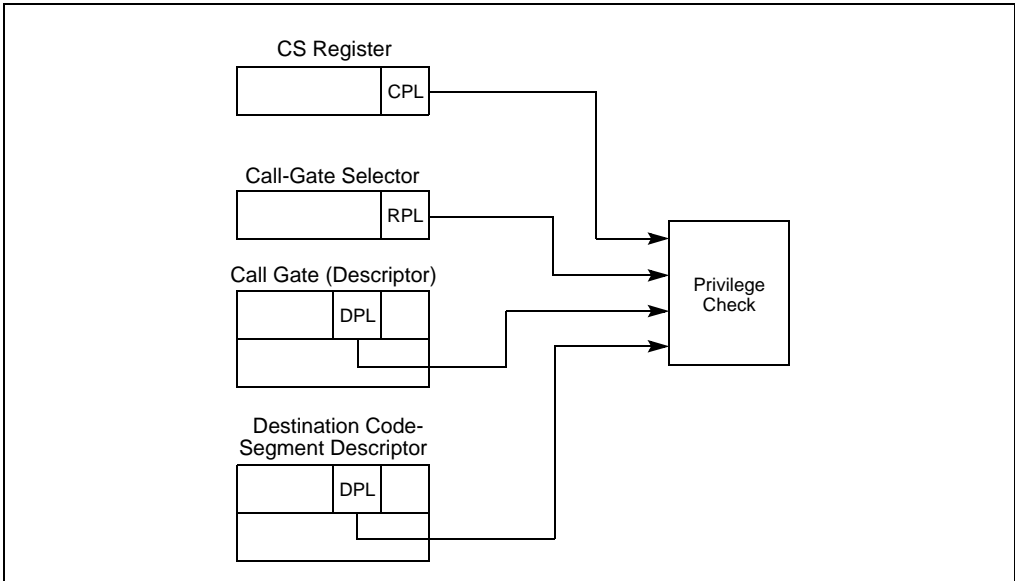 CS Register
CPL
Call-Gate Selector
RPL
Call Gate (Descriptor)
DPL
Privilege
Check
Destination Code-
Segment Descriptor
DPL